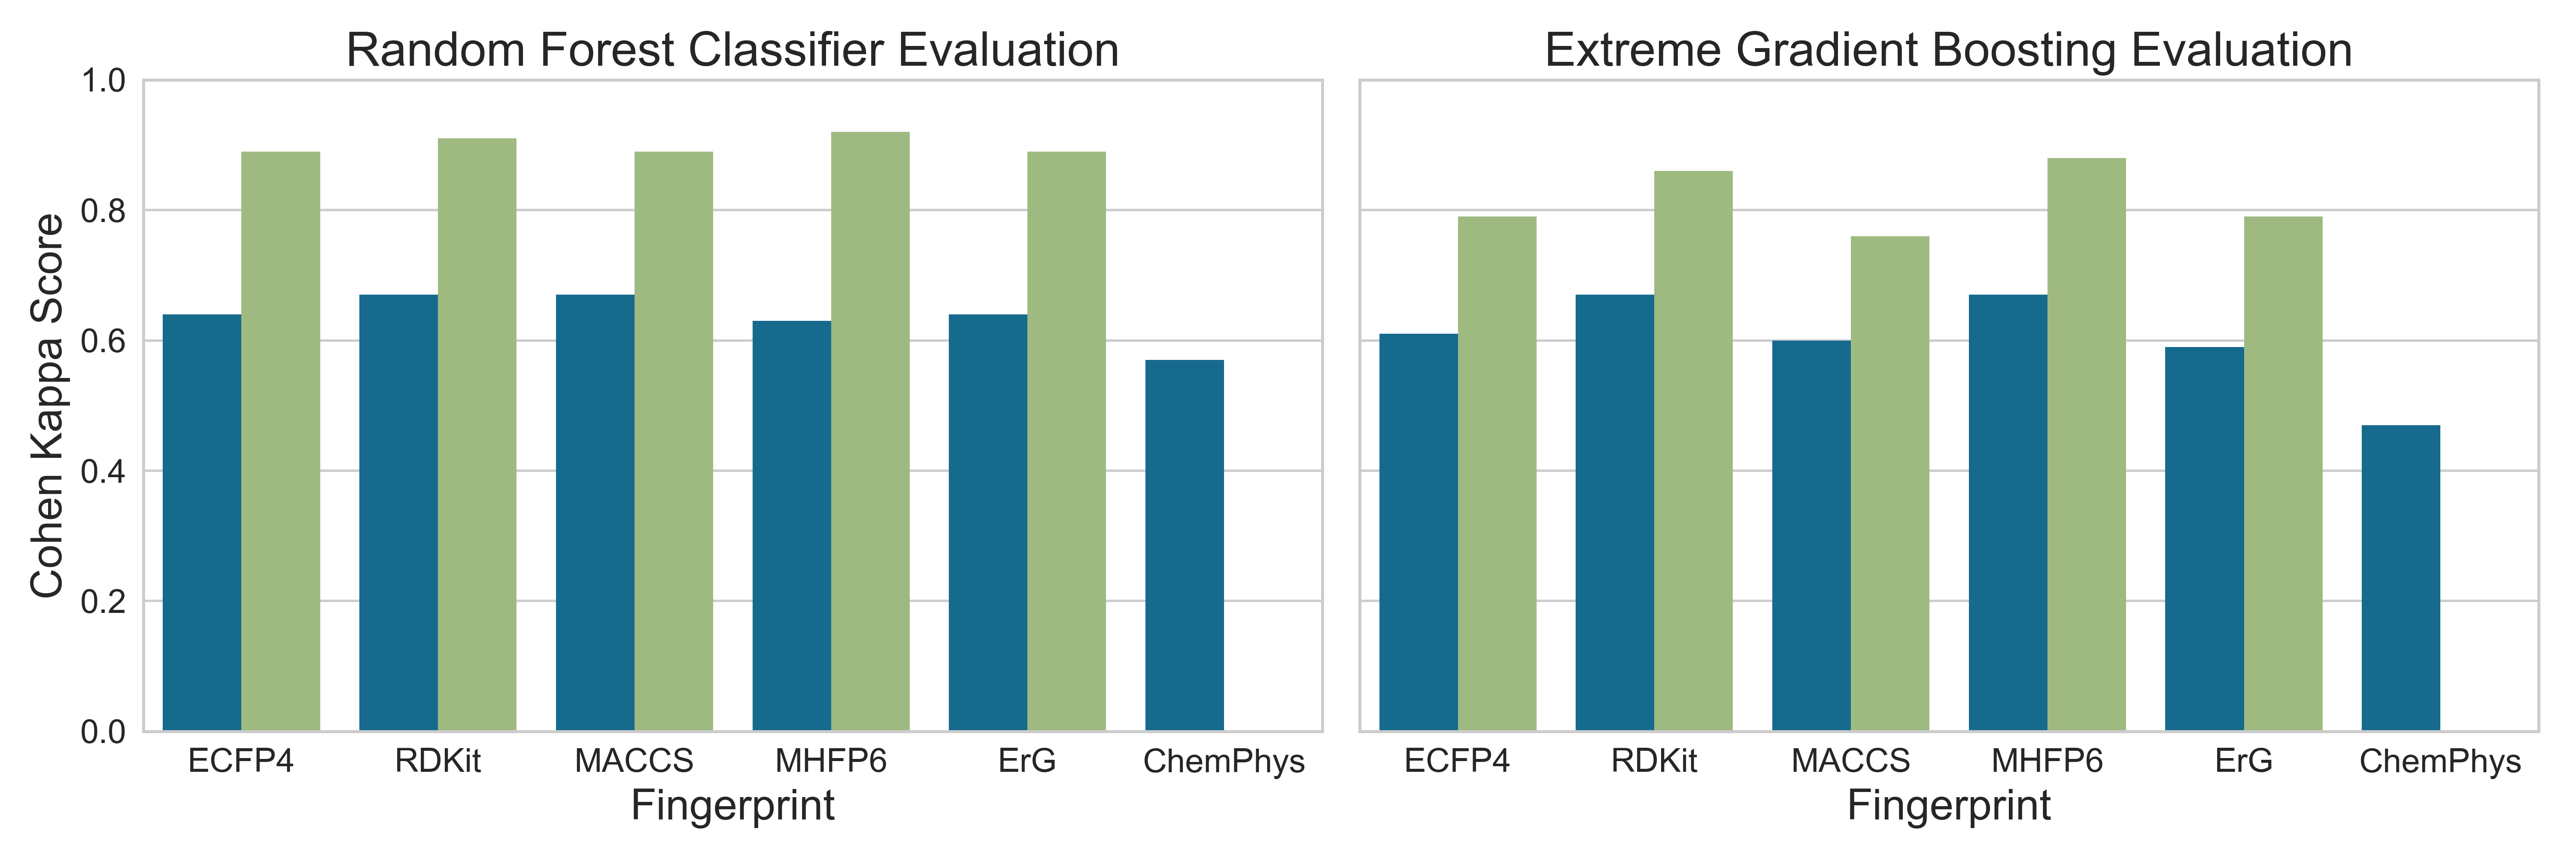 Random Forest Classifier Evaluation
Cohen Kappa Score
1.0
0.8
0.6
0.4
0.2
0.0
ECFP4 RDKit MACCS MHFP6 ErG ChemPhys
Fingerprint
Extreme Gradient Boosting Evaluation
ECFP4 RDKit MACCS MHFP6 ErG ChemPhys
Fingerprint